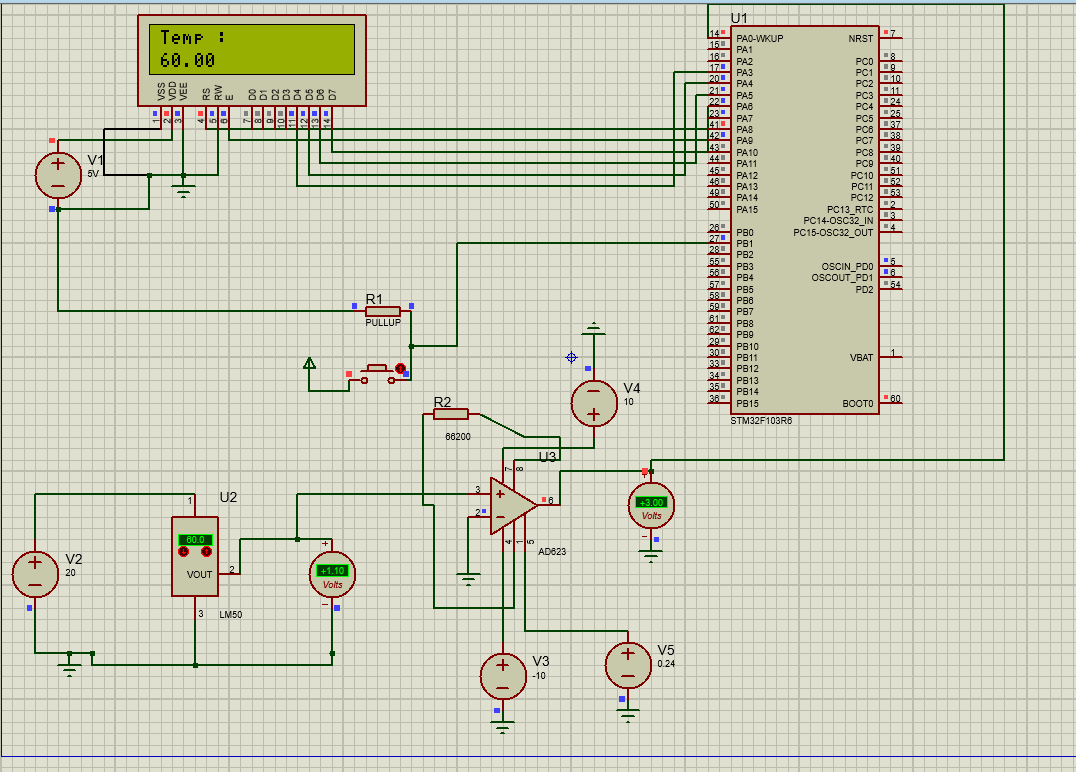 Temp :
60.00
VSS
VDD
VEE
RS
RW
E
D0
D1
D2
D3
D4
D5
D6
D7
1
2
3
4
5
6
7
8
9
10
11
12
13
14
V1
5V
U1
14 PA0-WKUP
15 PA1
16 PA2
17 PA3
20 PA4
21 PA5
22 PA6
23 PA7
41 PA8
42 PA9
43 PA10
44 PA11
45 PA12
46 PA13
49 PA14
50 PA15
26 PB0
27 PB1
28 PB2
55 PB3
56 PB4
57 PB5
58 PB6
59 PB7
61 PB8
62 PB9
29 PB10
30 PB11
33 PB12
34 PB13
35 PB14
36 PB15
NRST 7
PC0 8
PC1 9
PC2 10
PC3 11
PC4 24
PC5 25
PC6 37
PC7 38
PC8 39
PC9 40
PC10 51
PC11 52
PC12 53
PC13_RTC 2
PC14-OSC32_IN 3
PC15-OSC32_OUT 4
OSCIN_PD0 5
OSCOUT_PD1 6
PD2 54
VBAT 1
BOOT0 60
STM32F103R6
R1
PULLUP
V4
10
R2
66200
U3
7
8
3
2
6
4
1
5
AD623
+3.00
Volts
U2
1
60.0
VOUT
2
3
LM50
V2
20
+1.10
Volts
V3
-10
V5
0.24